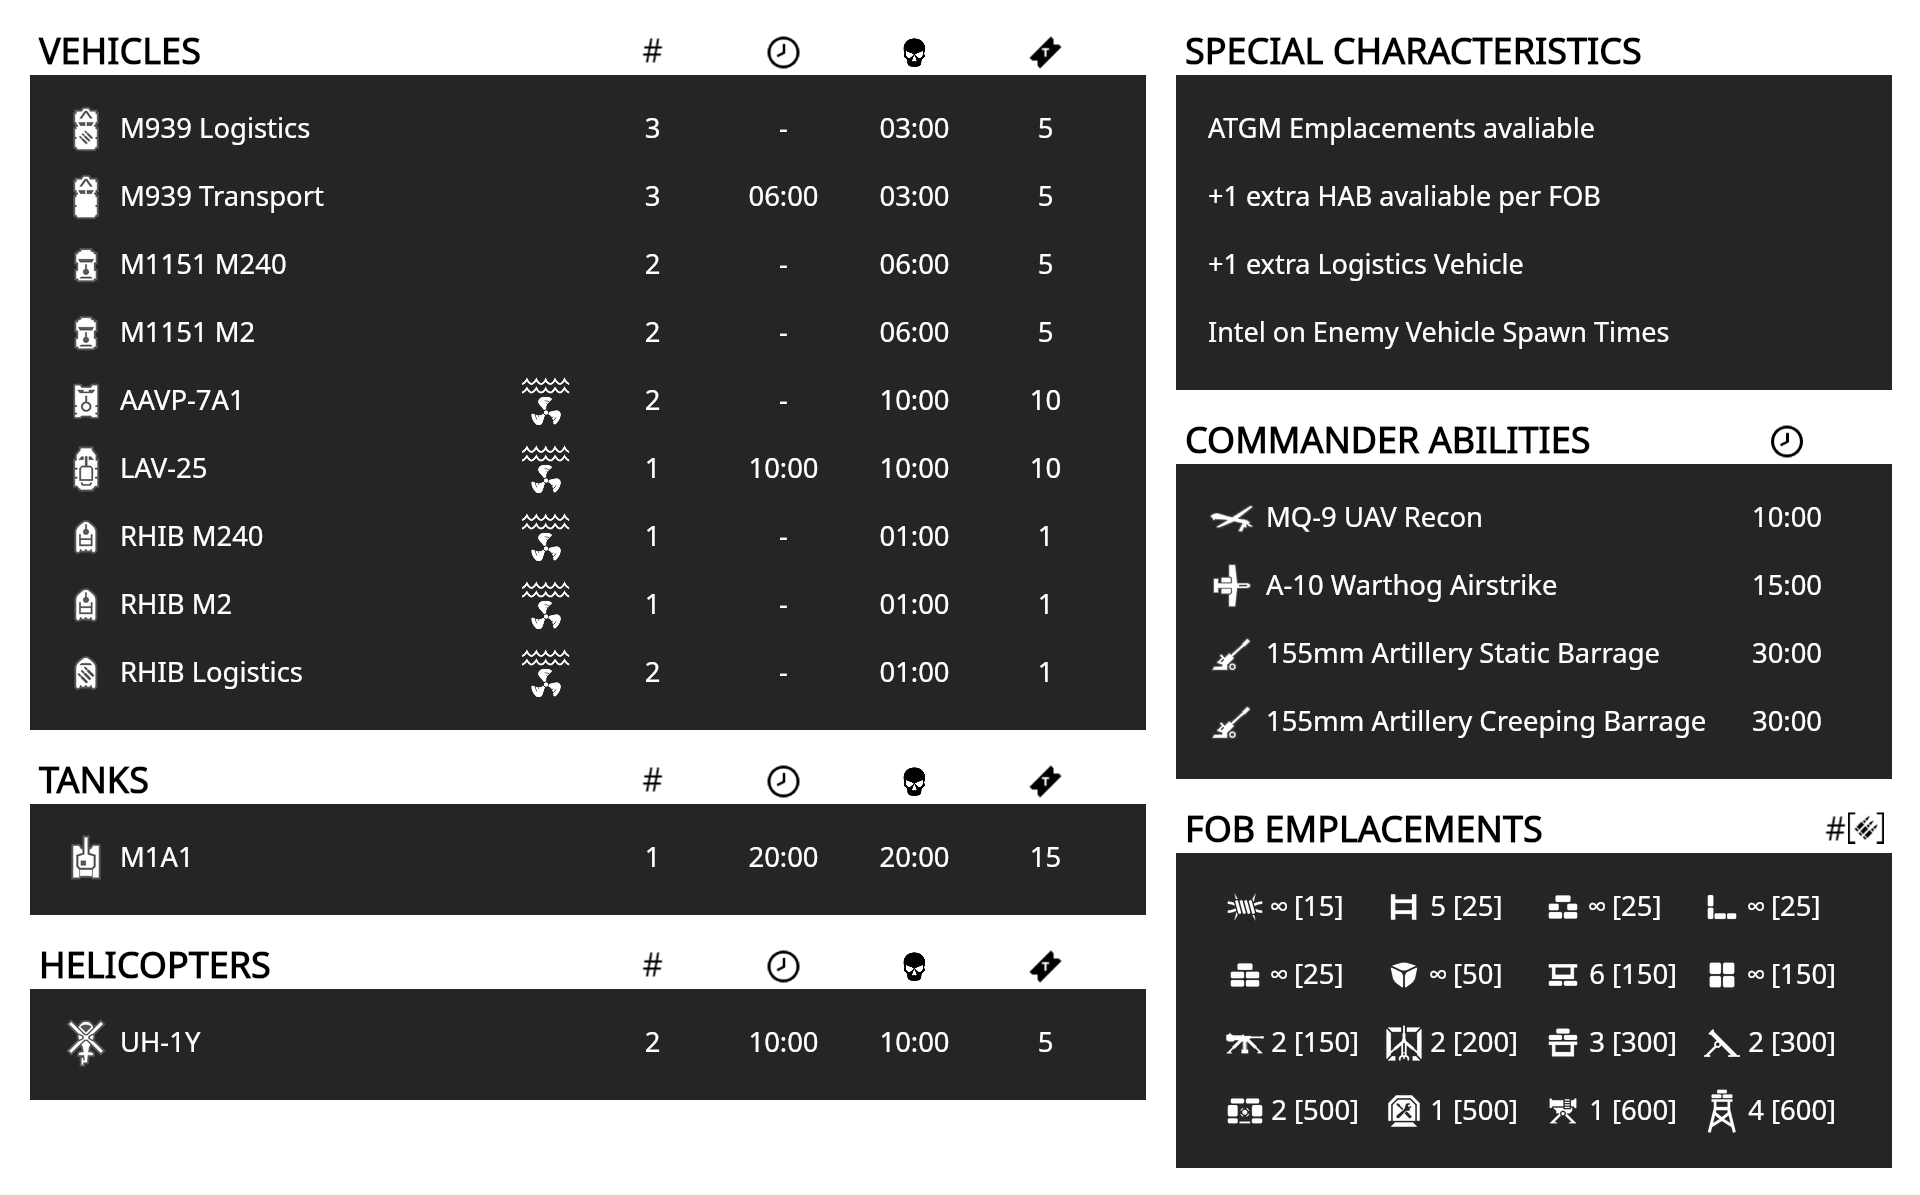 VEHICLES #
M939 Logistics 3 - 03:00 5
M939 Transport 3 06:00 03:00 5
M1151 M240 2 - 06:00 5
M1151 M2 2 - 06:00 5
AAVP-7A1 2 - 10:00 10
LAV-25 1 10:00 10:00 10
RHIB M240 1 - 01:00 1
RHIB M2 1 - 01:00 1
RHIB Logistics 2 - 01:00 1
TANKS #
M1A1 1 20:00 20:00 15
HELICOPTERS #
UH-1Y 2 10:00 10:00 5
SPECIAL CHARACTERISTICS
ATGM Emplacements avaliable
+1 extra HAB avaliable per FOB
+1 extra Logistics Vehicle
Intel on Enemy Vehicle Spawn Times
COMMANDER ABILITIES
MQ-9 UAV Recon 10:00
A-10 Warthog Airstrike 15:00
155mm Artillery Static Barrage 30:00
155mm Artillery Creeping Barrage 30:00
FOB EMPLACEMENTS #[]
∞ [15] 5 [25] ∞ [25] ∞ [25]
∞ [25] ∞ [50] 6 [150] ∞ [150]
2 [150] 2 [200] 3 [300] 2 [300]
2 [500] 1 [500] 1 [600] 4 [600]